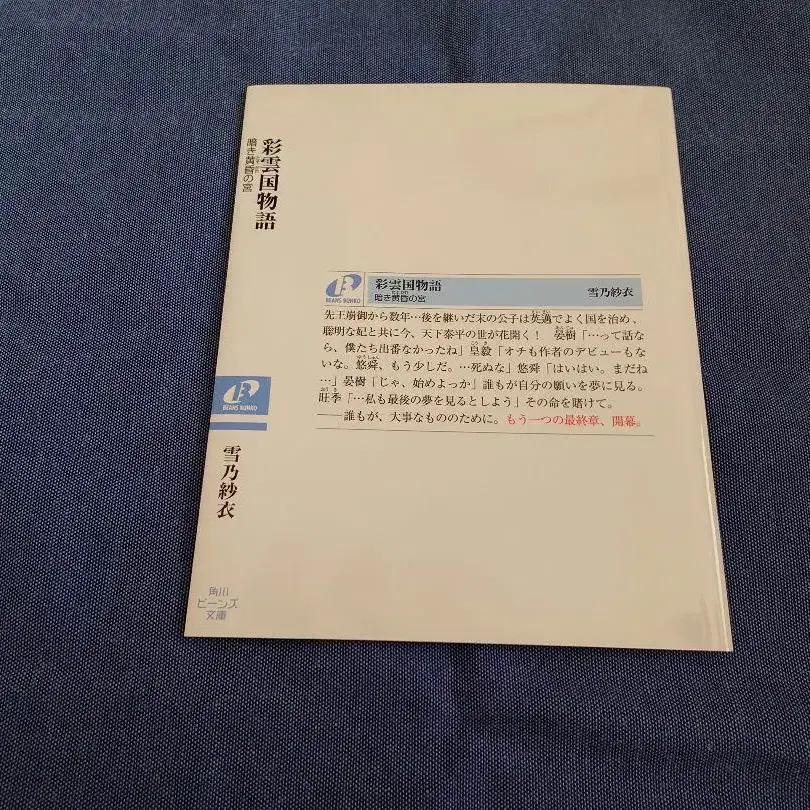 彩雲国物語
暗き黄昏の宮
BEANS BUNKO
雪乃紗衣
角川
ビーンズ
文庫
BEANS BUNKO
彩雲国物語
暗き黄昏の宮
雪乃紗衣
先王崩御から数年…後を継いだ末の公子は英邁でよく国を治め、
聡明な妃と共に今、天下泰平の世が花開く! 晏樹「…って話な
ら、僕たち出番なかったね」皇毅「オチも作者のデビューもな
いな。悠舜、もう少しだ。…死ぬな」悠舜「はいはい。まだね
…」晏樹「じゃ、始めよっか」誰もが自分の願いを夢に見る。
旺季「…私も最後の夢を見るとしよう」その命を賭けて。
――誰もが、大事なもののために。もう一つの最終章、開幕。